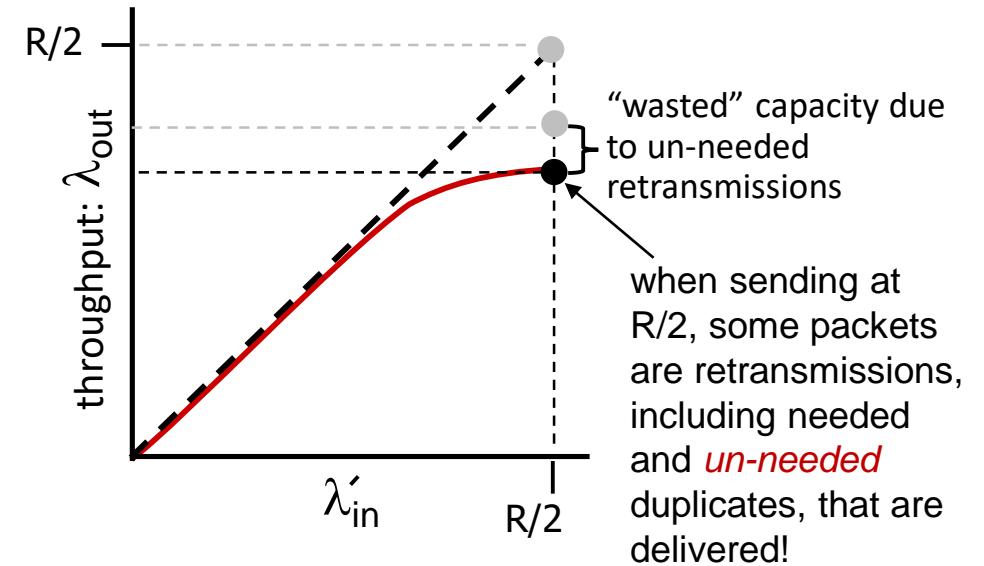 R/2
throughput: λout
“wasted” capacity due
to un-needed
retransmissions
when sending at
R/2, some packets
are retransmissions,
including needed
and un-needed
duplicates, that are
delivered!
λ′in
R/2